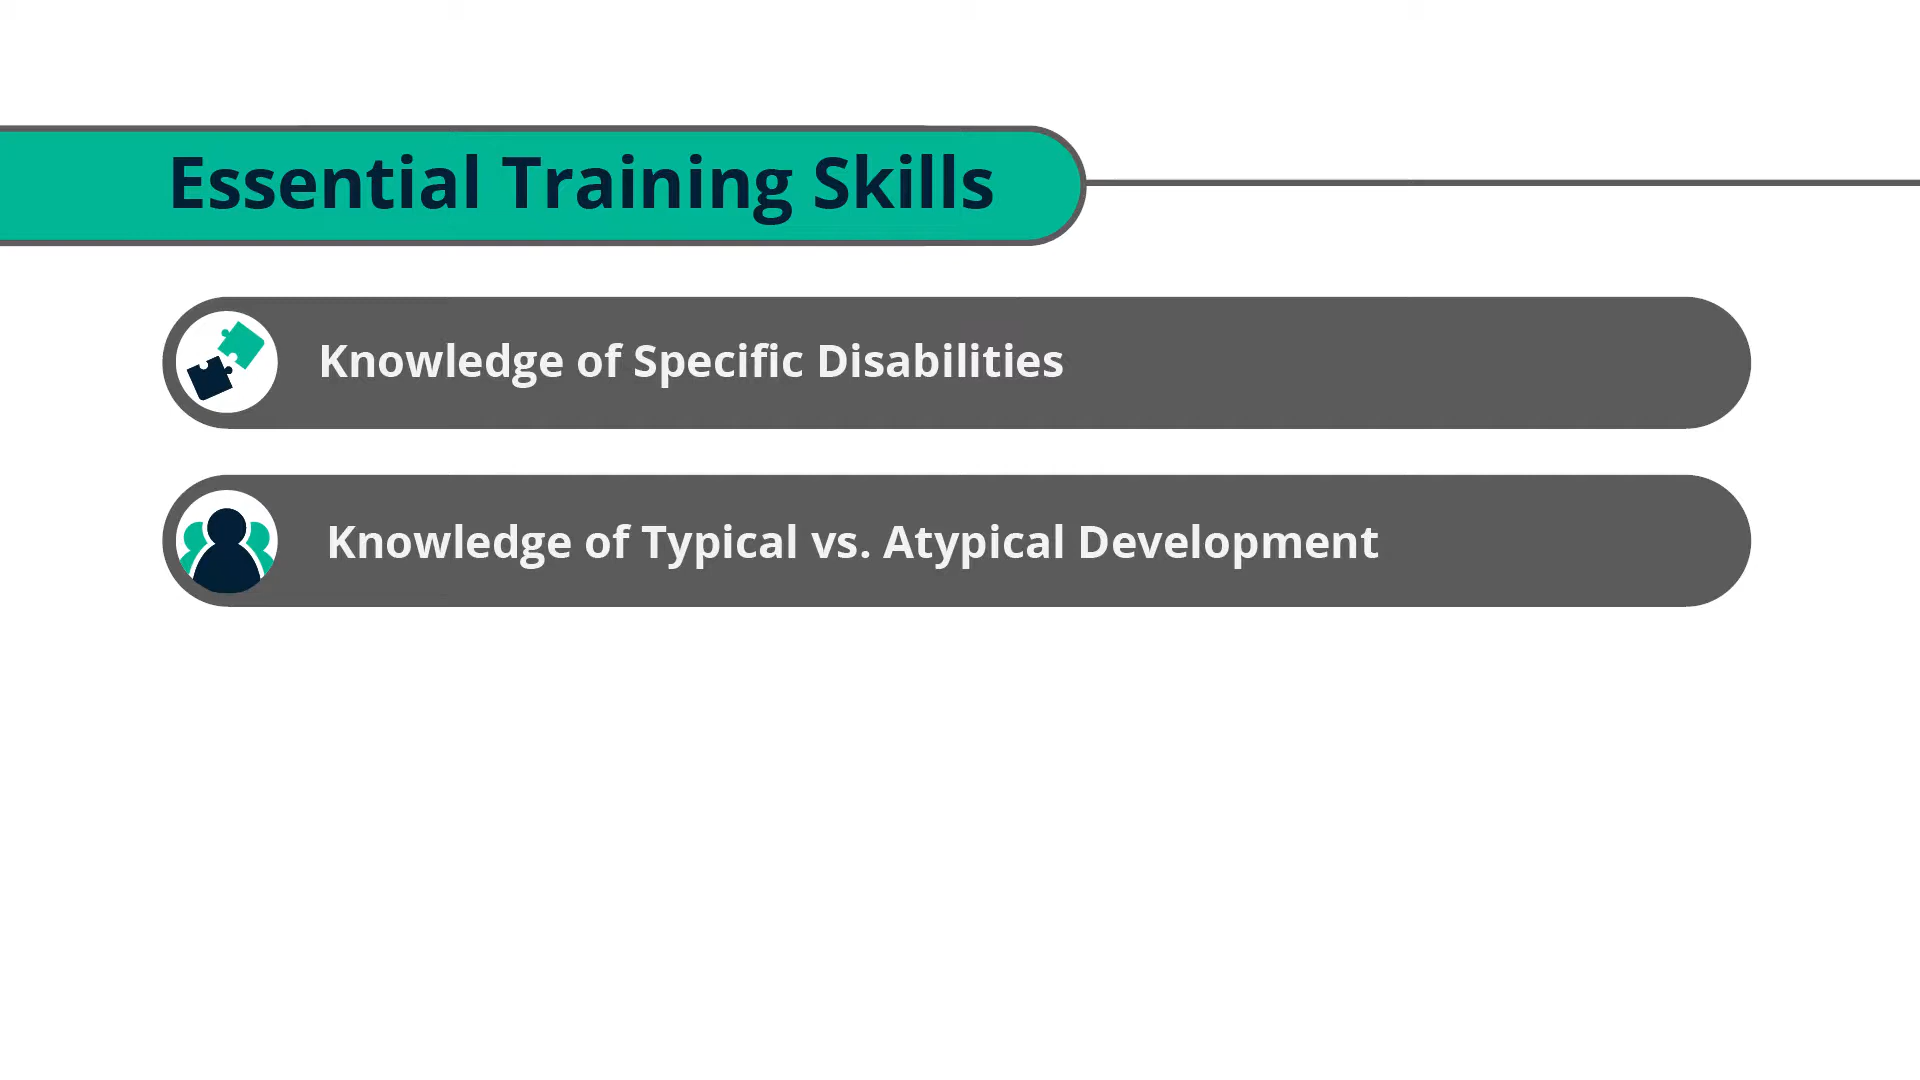 Essential Training Skills
Knowledge of Specific Disabilities
Knowledge of Typical vs. Atypical Development